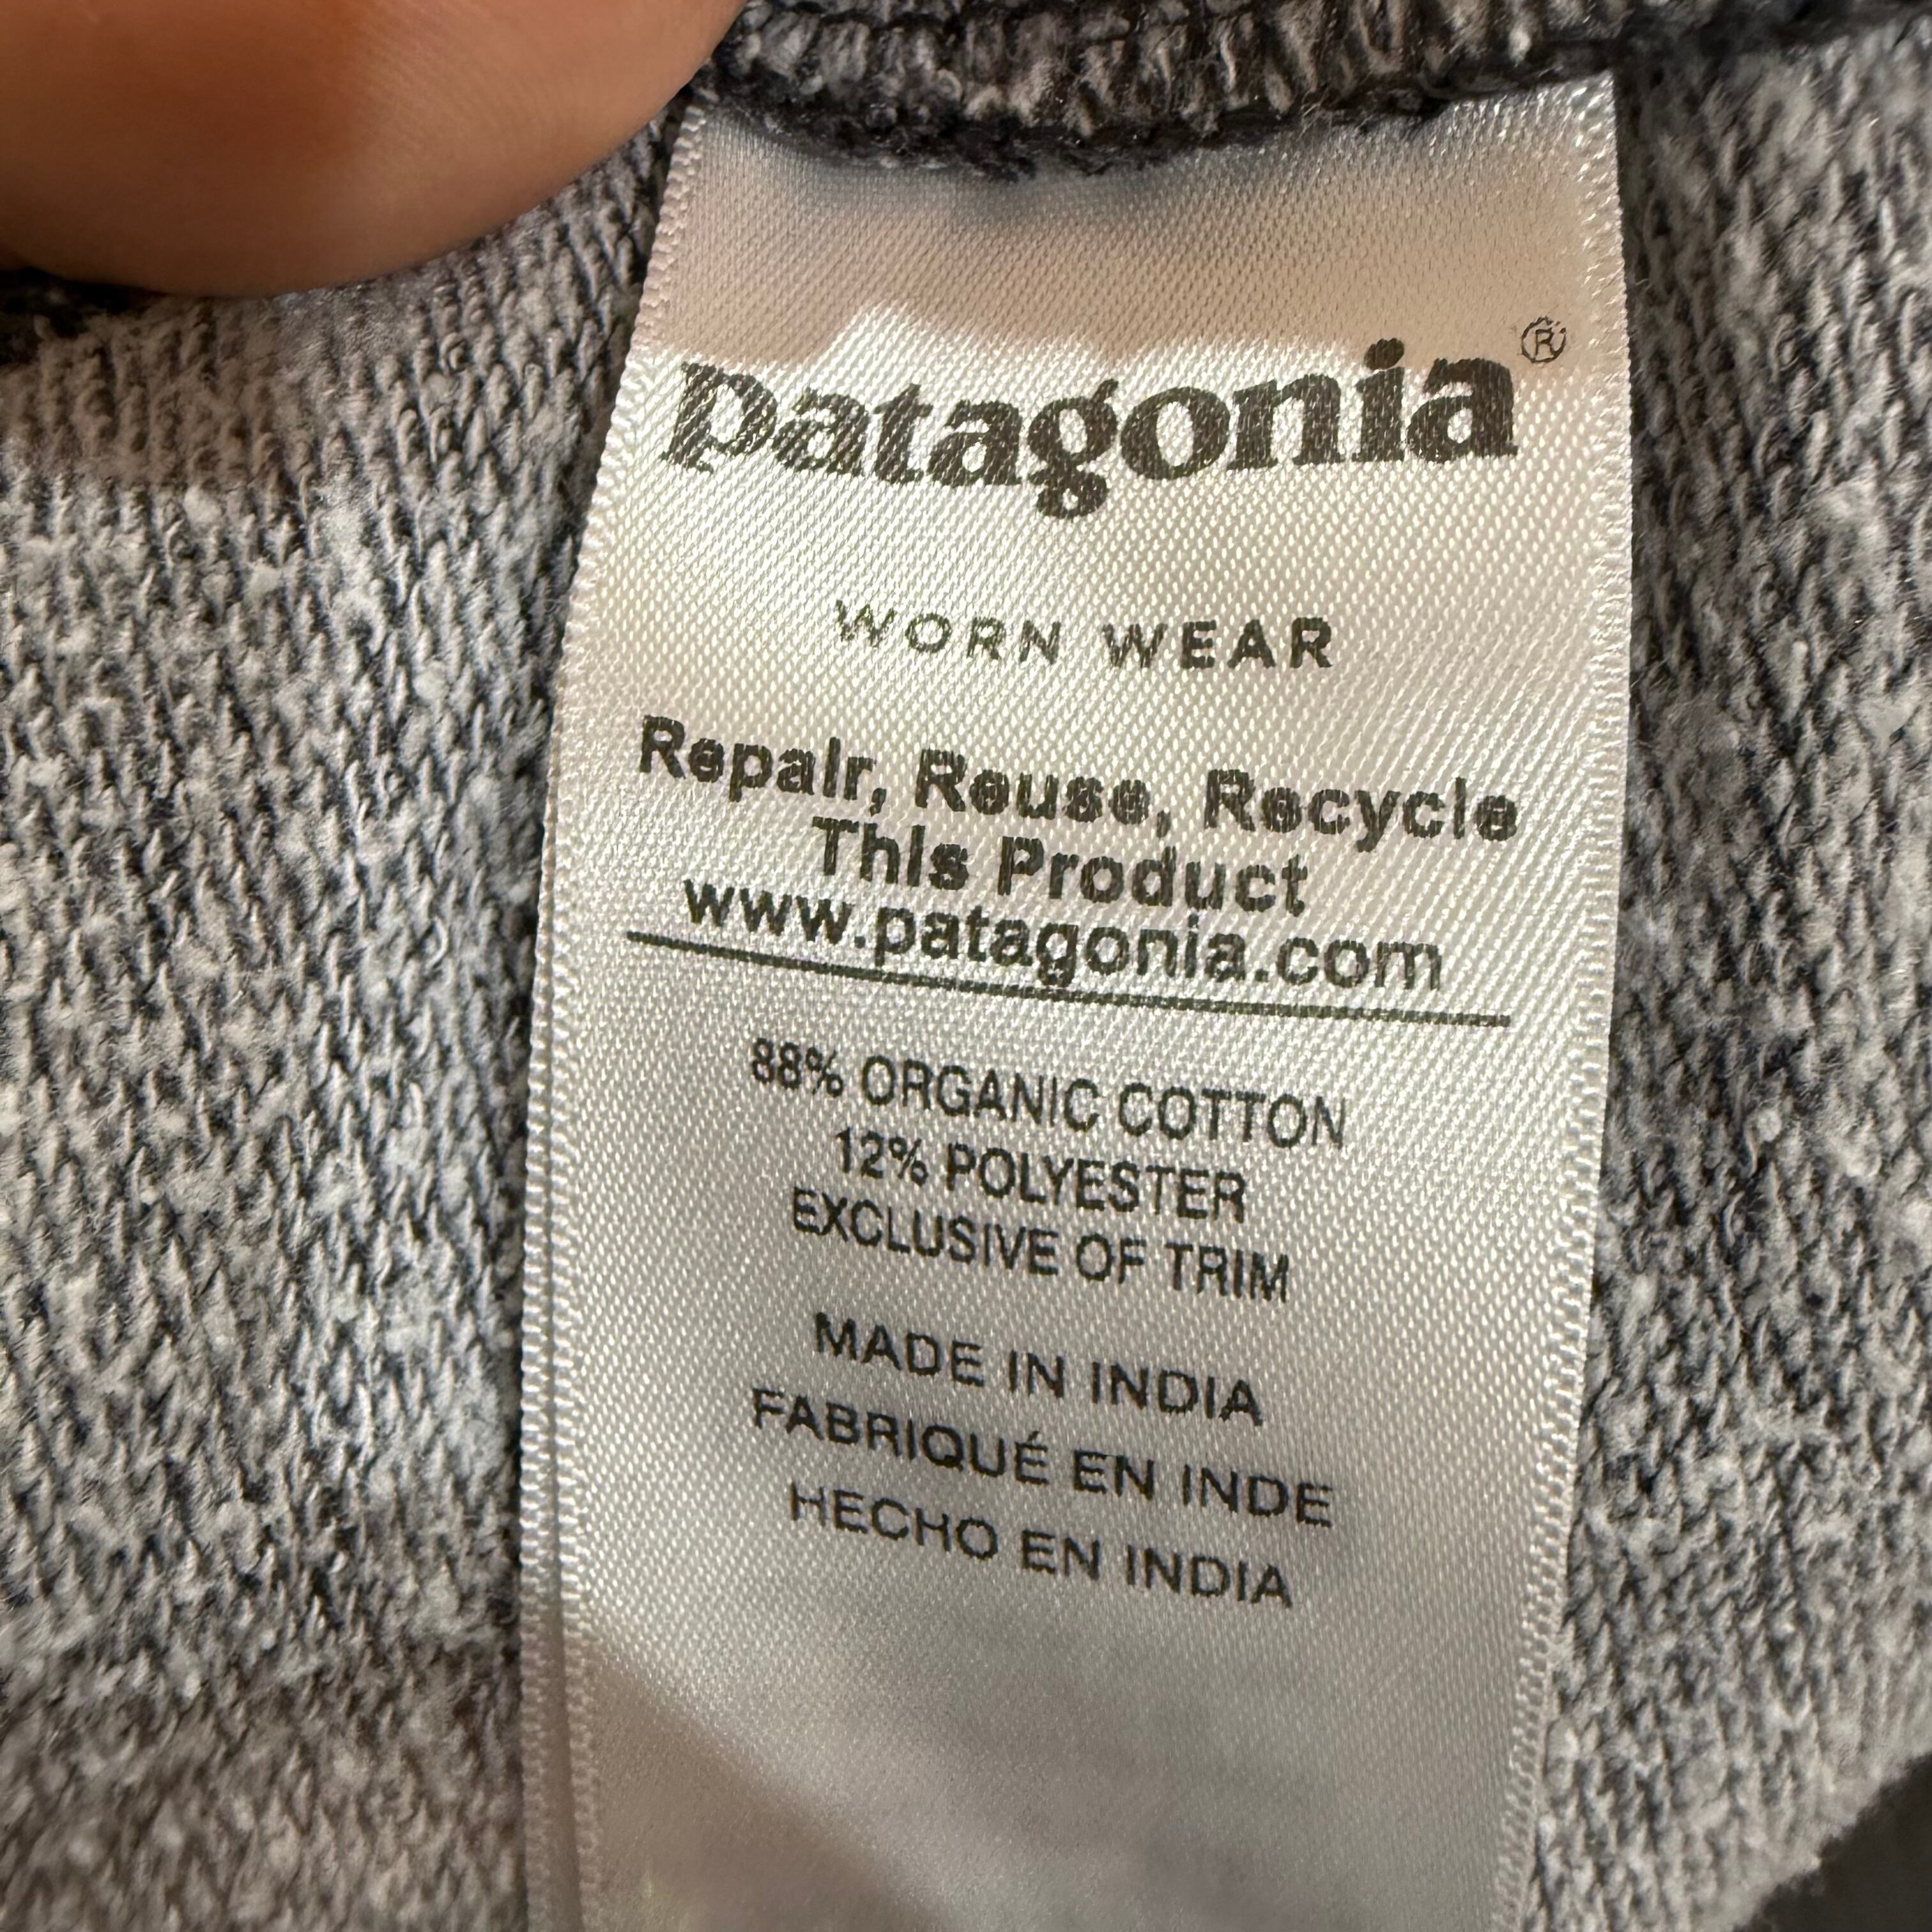 patagonia®
WORN WEAR
Repair, Reuse, Recycle
This Product
www.patagonia.com
88% ORGANIC COTTON
12% POLYESTER
EXCLUSIVE OF TRIM
MADE IN INDIA
FABRIQUÉ EN INDE
HECHO EN INDIA